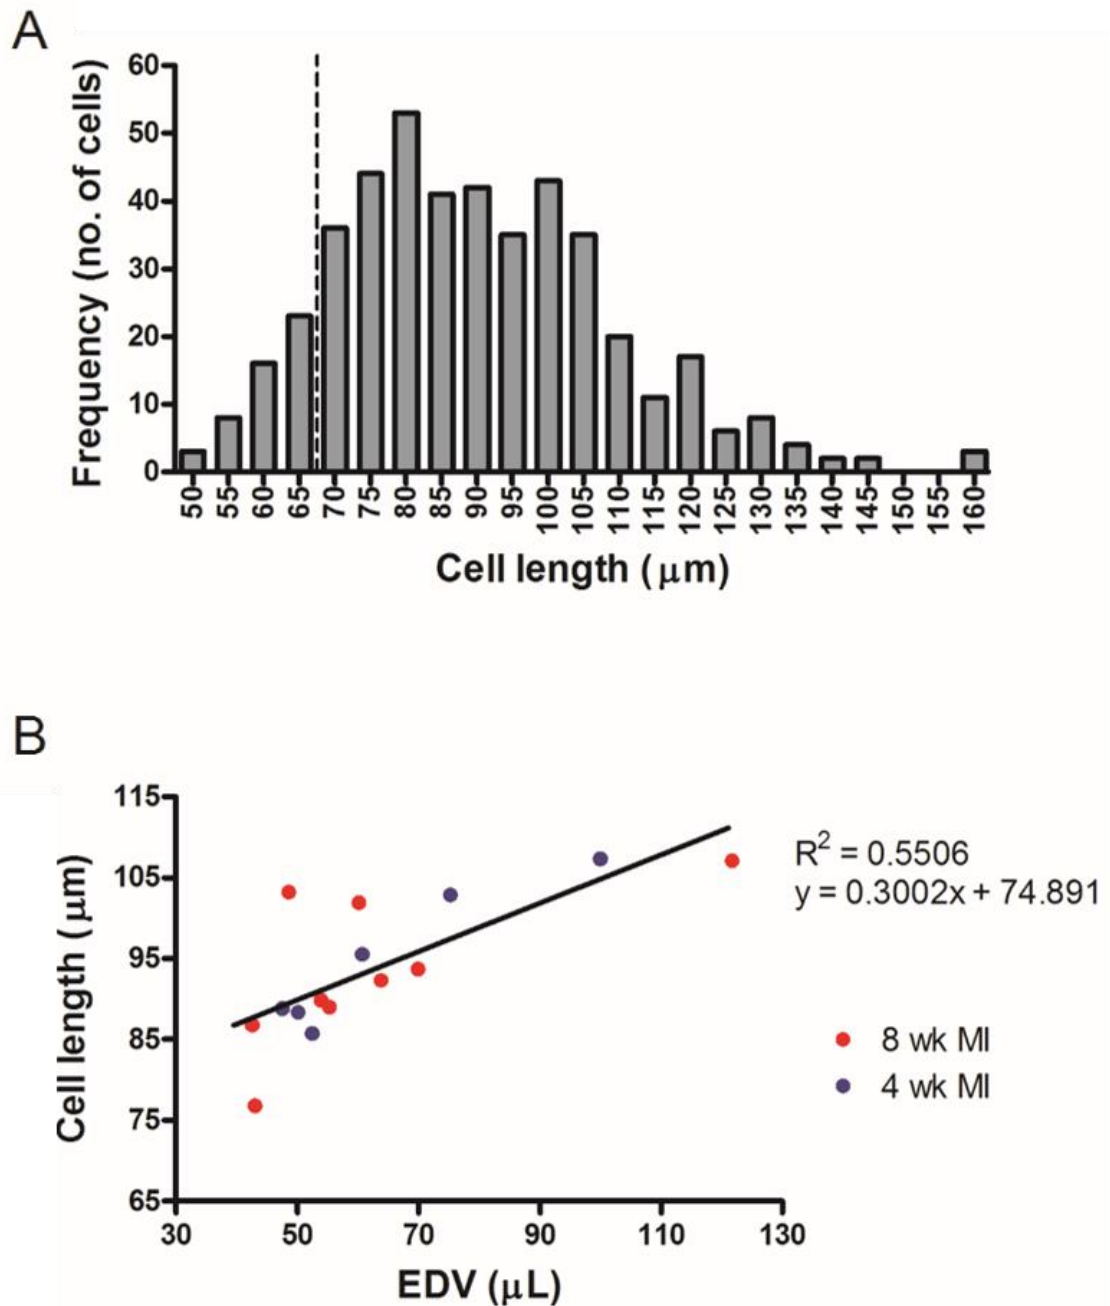 A
Frequency (no. of cells)
60
50
40
30
20
10
0
50 55 60 65 70 75 80 85 90 95 100 105 110 115 120 125 130 135 140 145 150 155 160
Cell length (μm)
B
Cell length (μm)
115
105
95
85
75
65
30 50 70 90 110 130
EDV (μL)
R² = 0.5506
y = 0.3002x + 74.891
8 wk MI
4 wk MI